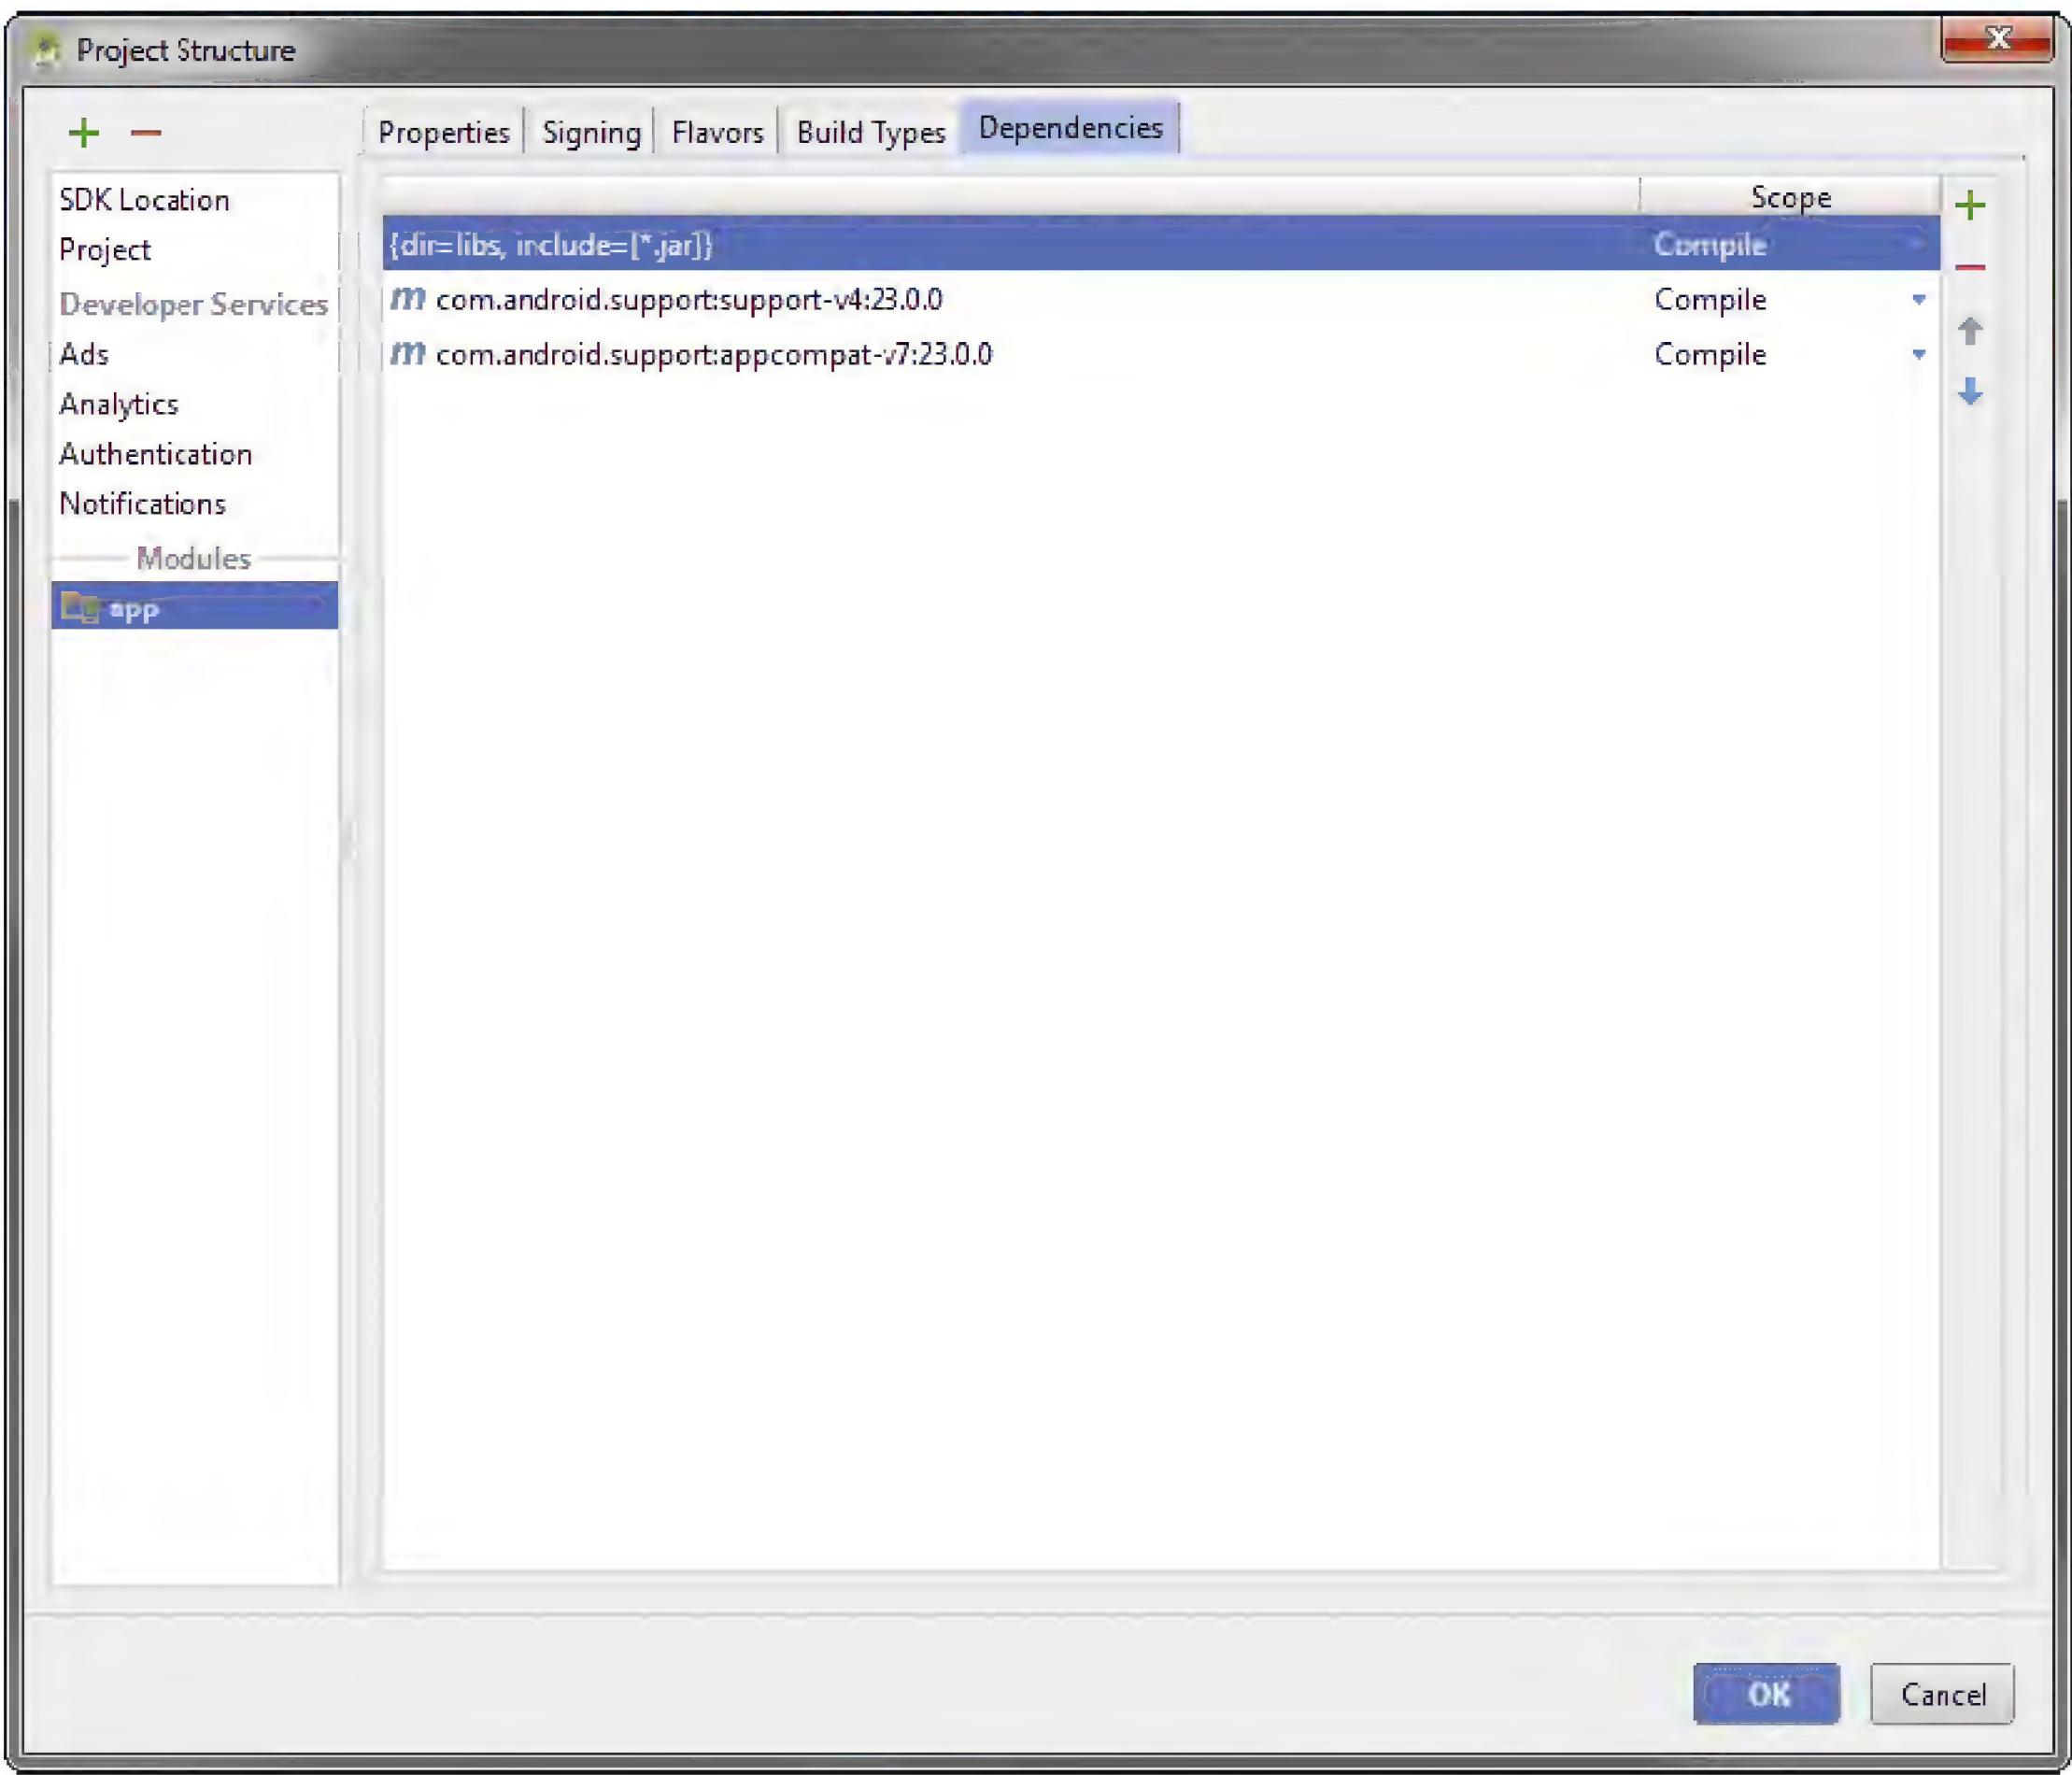 Project Structure
Properties Signing Flavors Build Types Dependencies
SDK Location
Project
Developer Services
Ads
Analytics
Authentication
Notifications
Modules
app
Scope
{dir=libs, include=[*.jar]} Compile
m com.android.support:support-v4:23.0.0 Compile
m com.android.support:appcompat-v7:23.0.0 Compile
OK Cancel